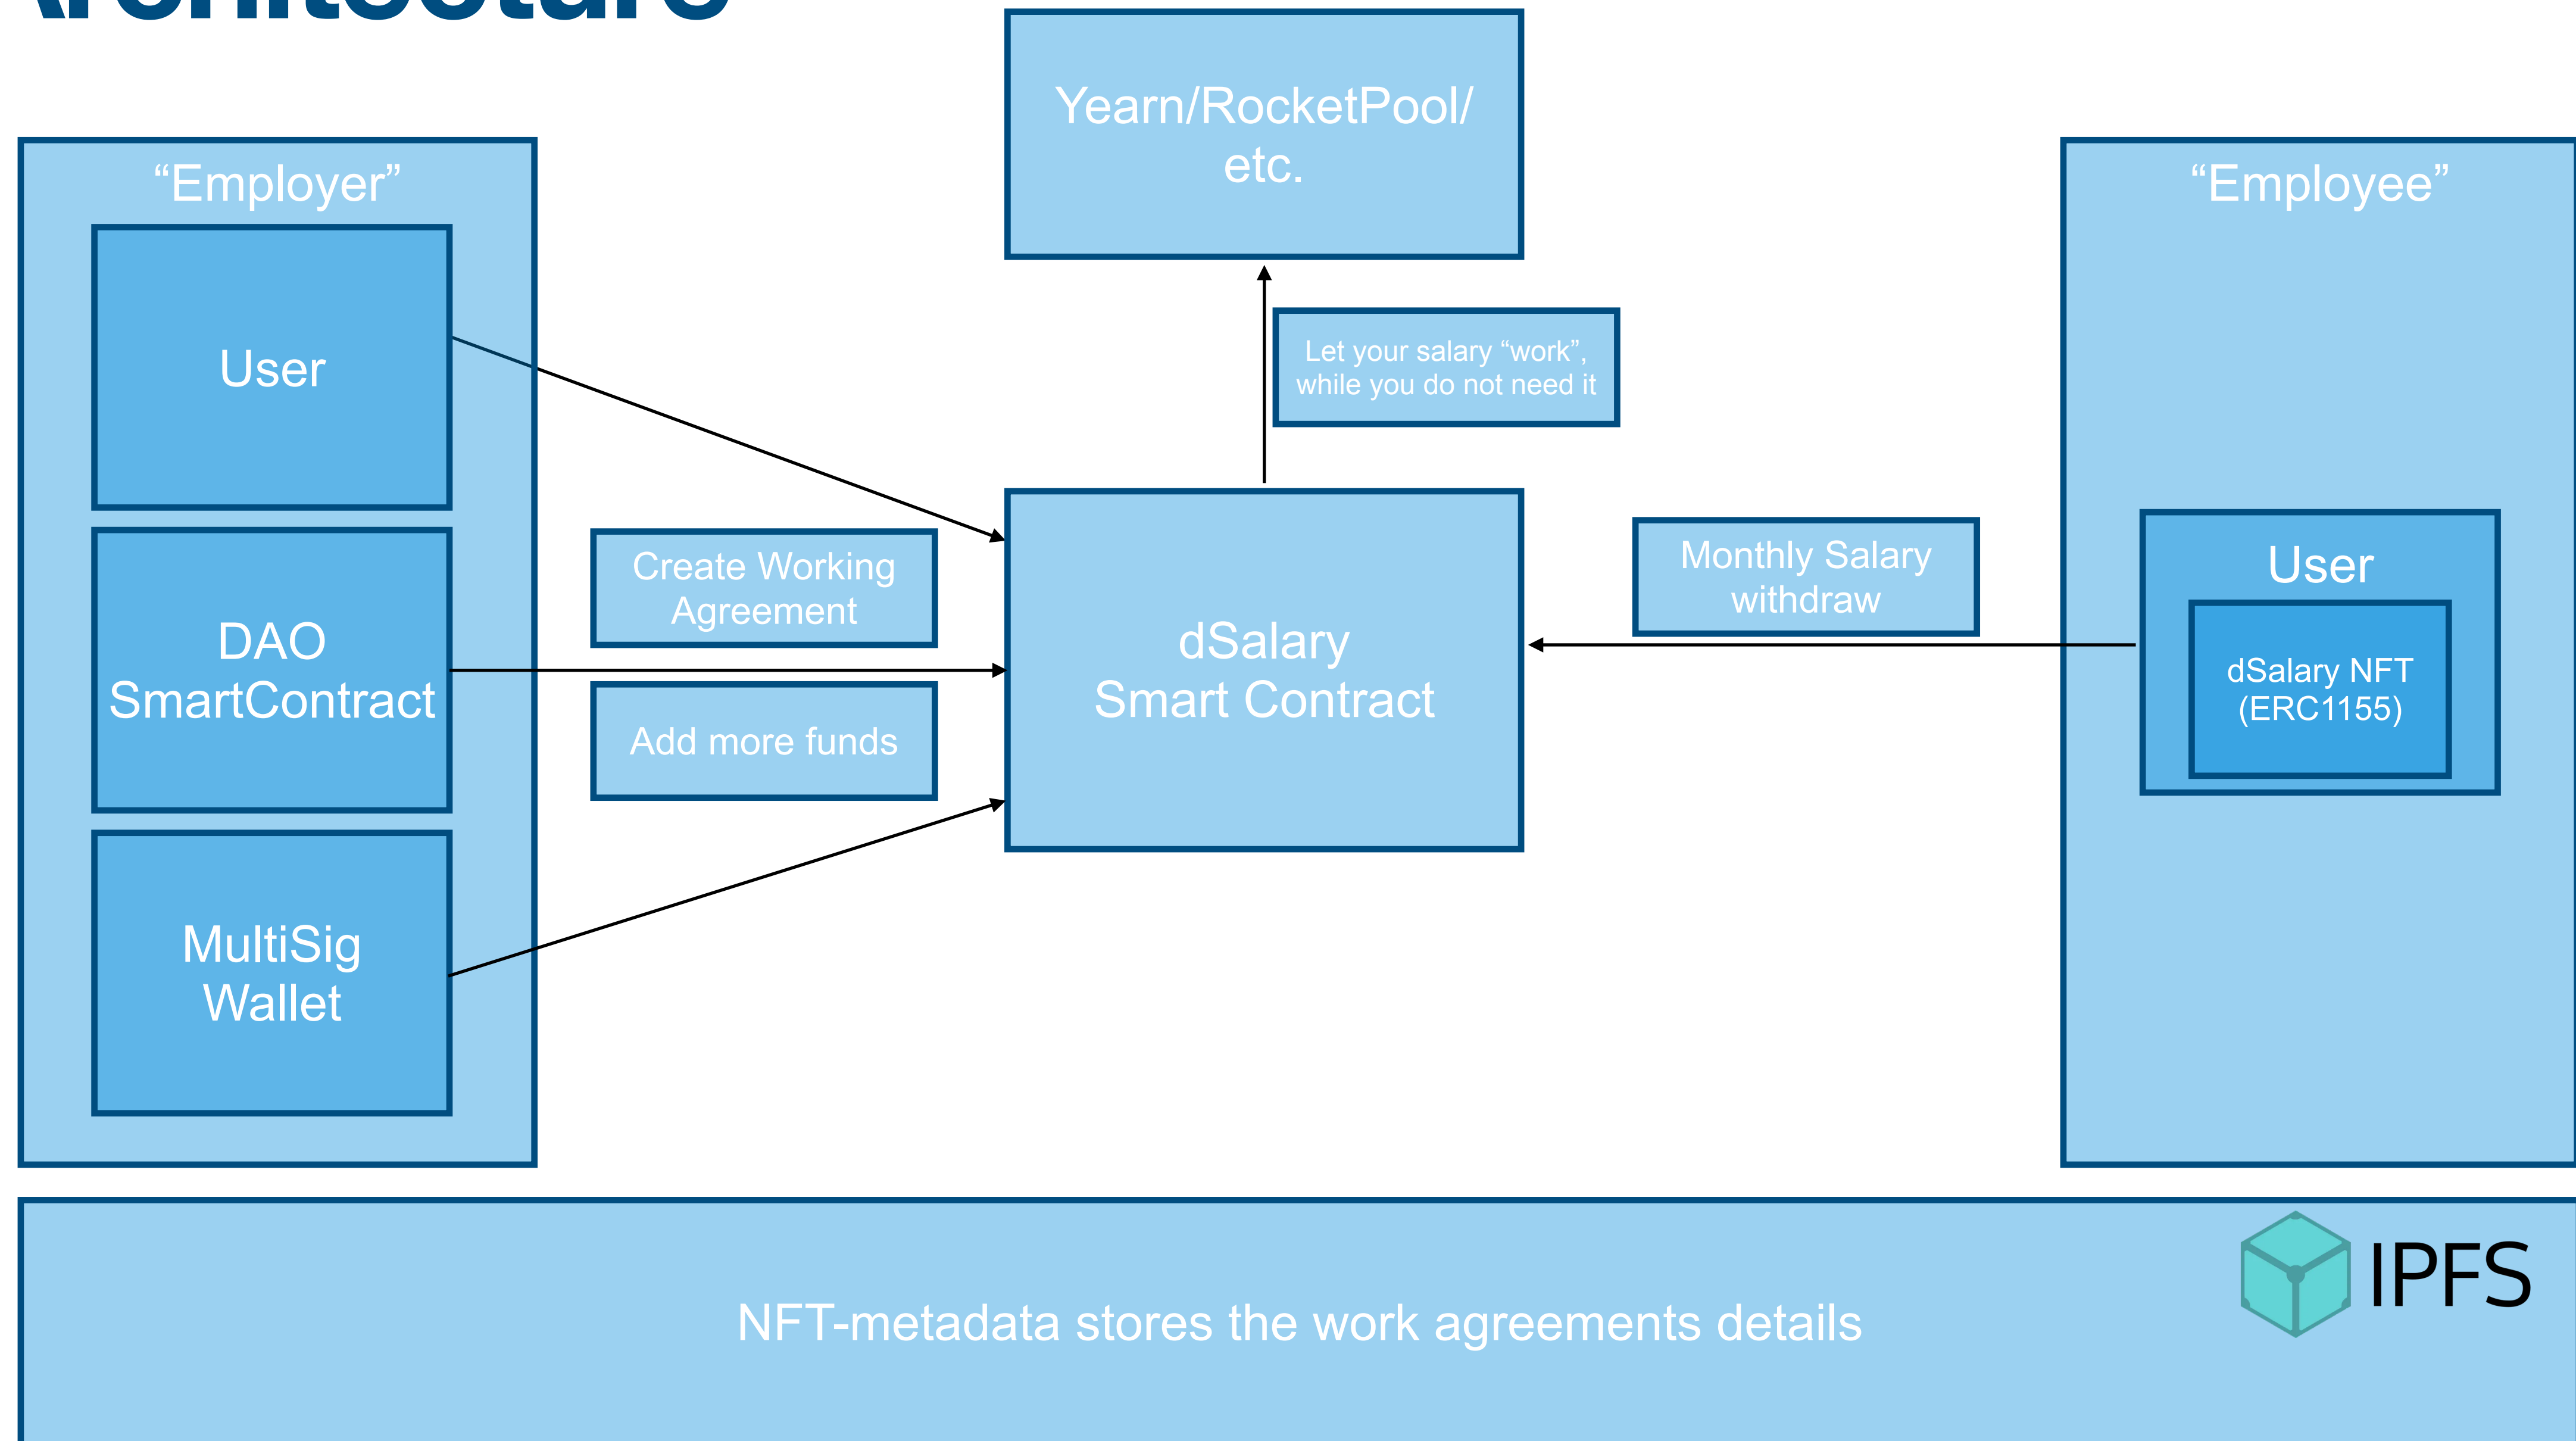 Architecture
Yearn/RocketPool/
etc.
“Employer”
“Employee”
User
Let your salary “work”,
while you do not need it
Create Working
Agreement
Monthly Salary
withdraw
User
DAO
SmartContract
dSalary
Smart Contract
dSalary NFT
(ERC1155)
Add more funds
MultiSig
Wallet
IPFS
NFT-metadata stores the work agreements details